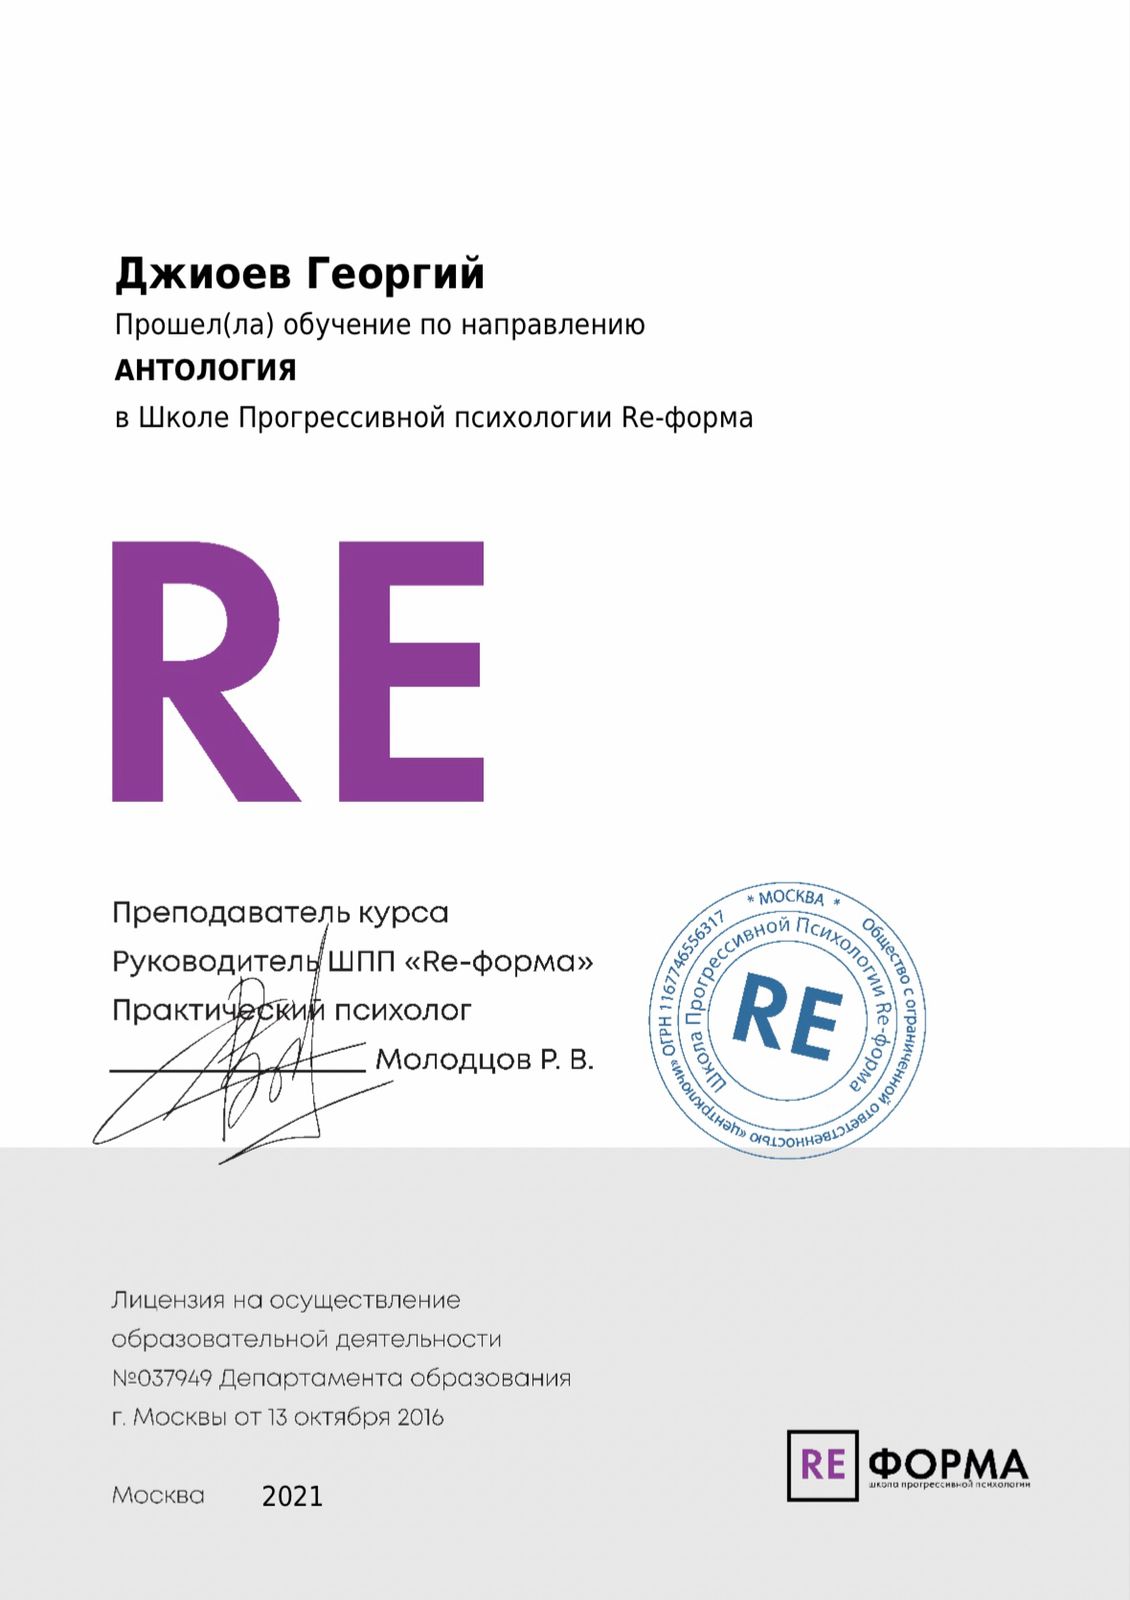 Джиоев Георгий
Прошел(ла) обучение по направлению
АНТОЛОГИЯ
в Школе Прогрессивной психологии Re-форма
RE
Преподаватель курса
Руководитель ШПП «Re-форма»
Практический психолог
Молодцов Р. В.
* МОСКВА *
Общество с ограниченной ответственностью «центрключи» ОГРН 1167746556317
Школа Прогрессивной Психологии Re-форма
RE
Лицензия на осуществление
образовательной деятельности
№037949 Департамента образования
г. Москвы от 13 октября 2016
Москва 2021
RE ФОРМА
школа прогрессивной психологии